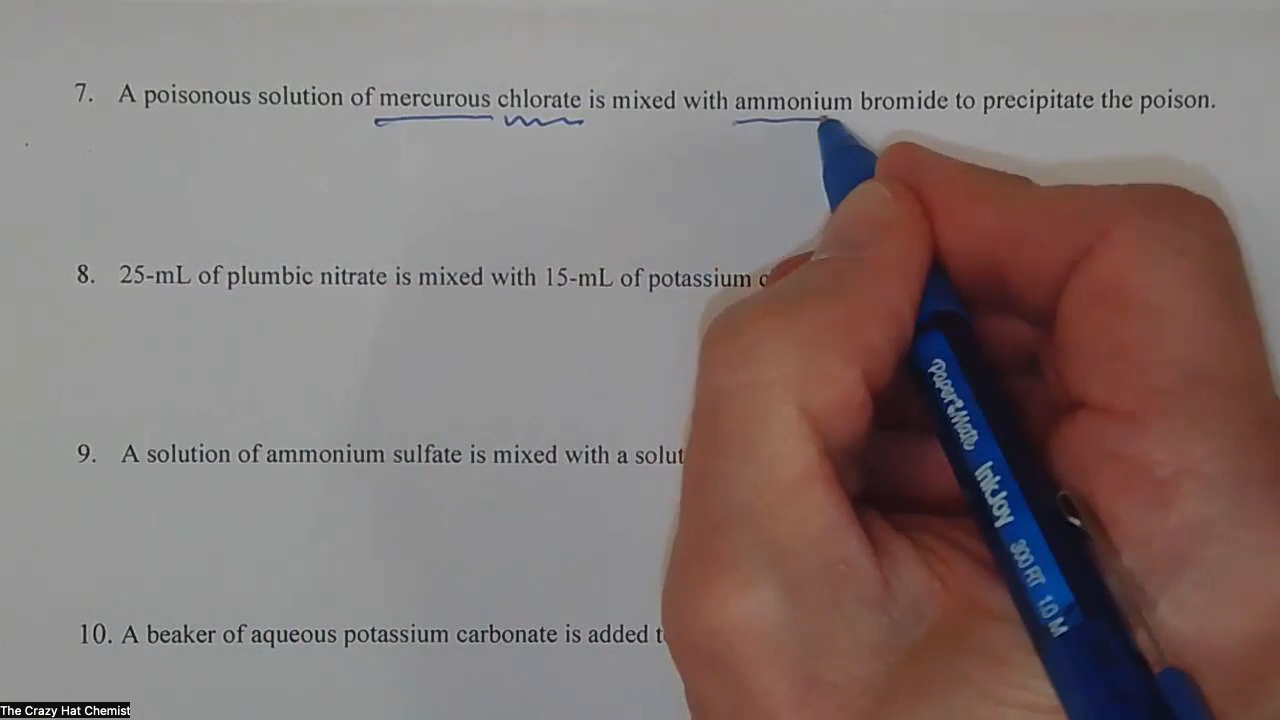 7. A poisonous solution of mercurous chlorate is mixed with ammonium bromide to precipitate the poison.
8. 25-mL of plumbic nitrate is mixed with 15-mL of potassium
9. A solution of ammonium sulfate is mixed with a
10. A beaker of aqueous potassium carbonate is added
PAPER MATE InkJoy 300 RT 1.0 M
The Crazy Hat Chemist